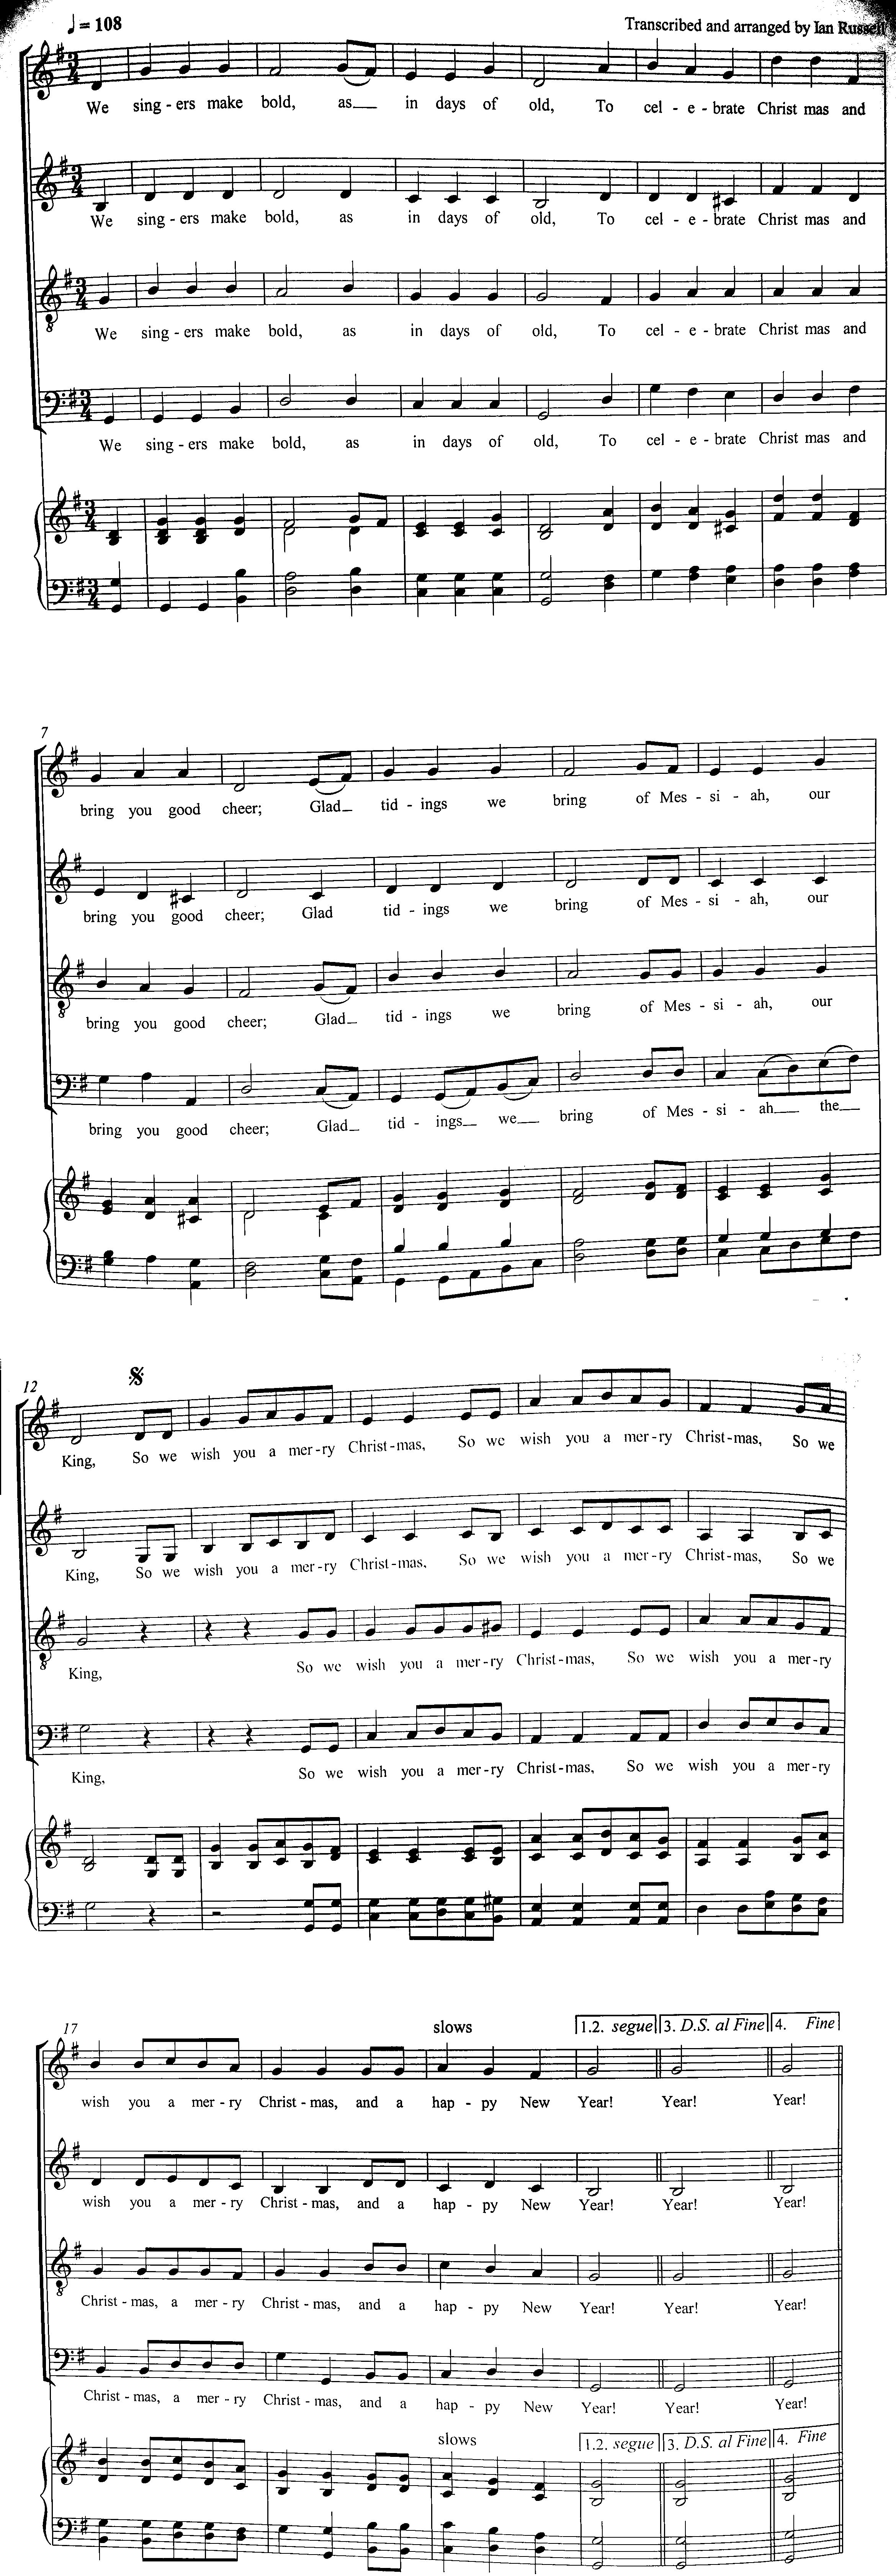 ♩ = 108
Transcribed and arranged by Ian Russell
We sing - ers make bold, as in days of old, To cel - e - brate Christ mas and
We sing - ers make bold, as in days of old, To cel - e - brate Christ mas and
We sing - ers make bold, as in days of old, To cel - e - brate Christ mas and
We sing - ers make bold, as in days of old, To cel - e - brate Christ mas and
7
bring you good cheer; Glad tid - ings we bring of Mes - si - ah, our
bring you good cheer; Glad tid - ings we bring of Mes - si - ah, our
bring you good cheer; Glad tid - ings we bring of Mes - si - ah, our
bring you good cheer; Glad tid - ings we bring of Mes - si - ah the
12
King, So we wish you a mer - ry Christ - mas, So we wish you a mer - ry Christ - mas, So we
King, So we wish you a mer - ry Christ - mas, So we wish you a mer - ry Christ - mas, So we
King, So we wish you a mer - ry Christ - mas, So we wish you a mer - ry
King, So we wish you a mer - ry Christ - mas, So we wish you a mer - ry
17
slows 1.2. segue 3. D.S. al Fine 4. Fine
wish you a mer - ry Christ - mas, and a hap - py New Year! Year! Year!
wish you a mer - ry Christ - mas, and a hap - py New Year! Year! Year!
Christ - mas, a mer - ry Christ - mas, and a hap - py New Year! Year! Year!
Christ - mas, a mer - ry Christ - mas, and a hap - py New Year! Year! Year!
slows 1.2. segue 3. D.S. al Fine 4. Fine